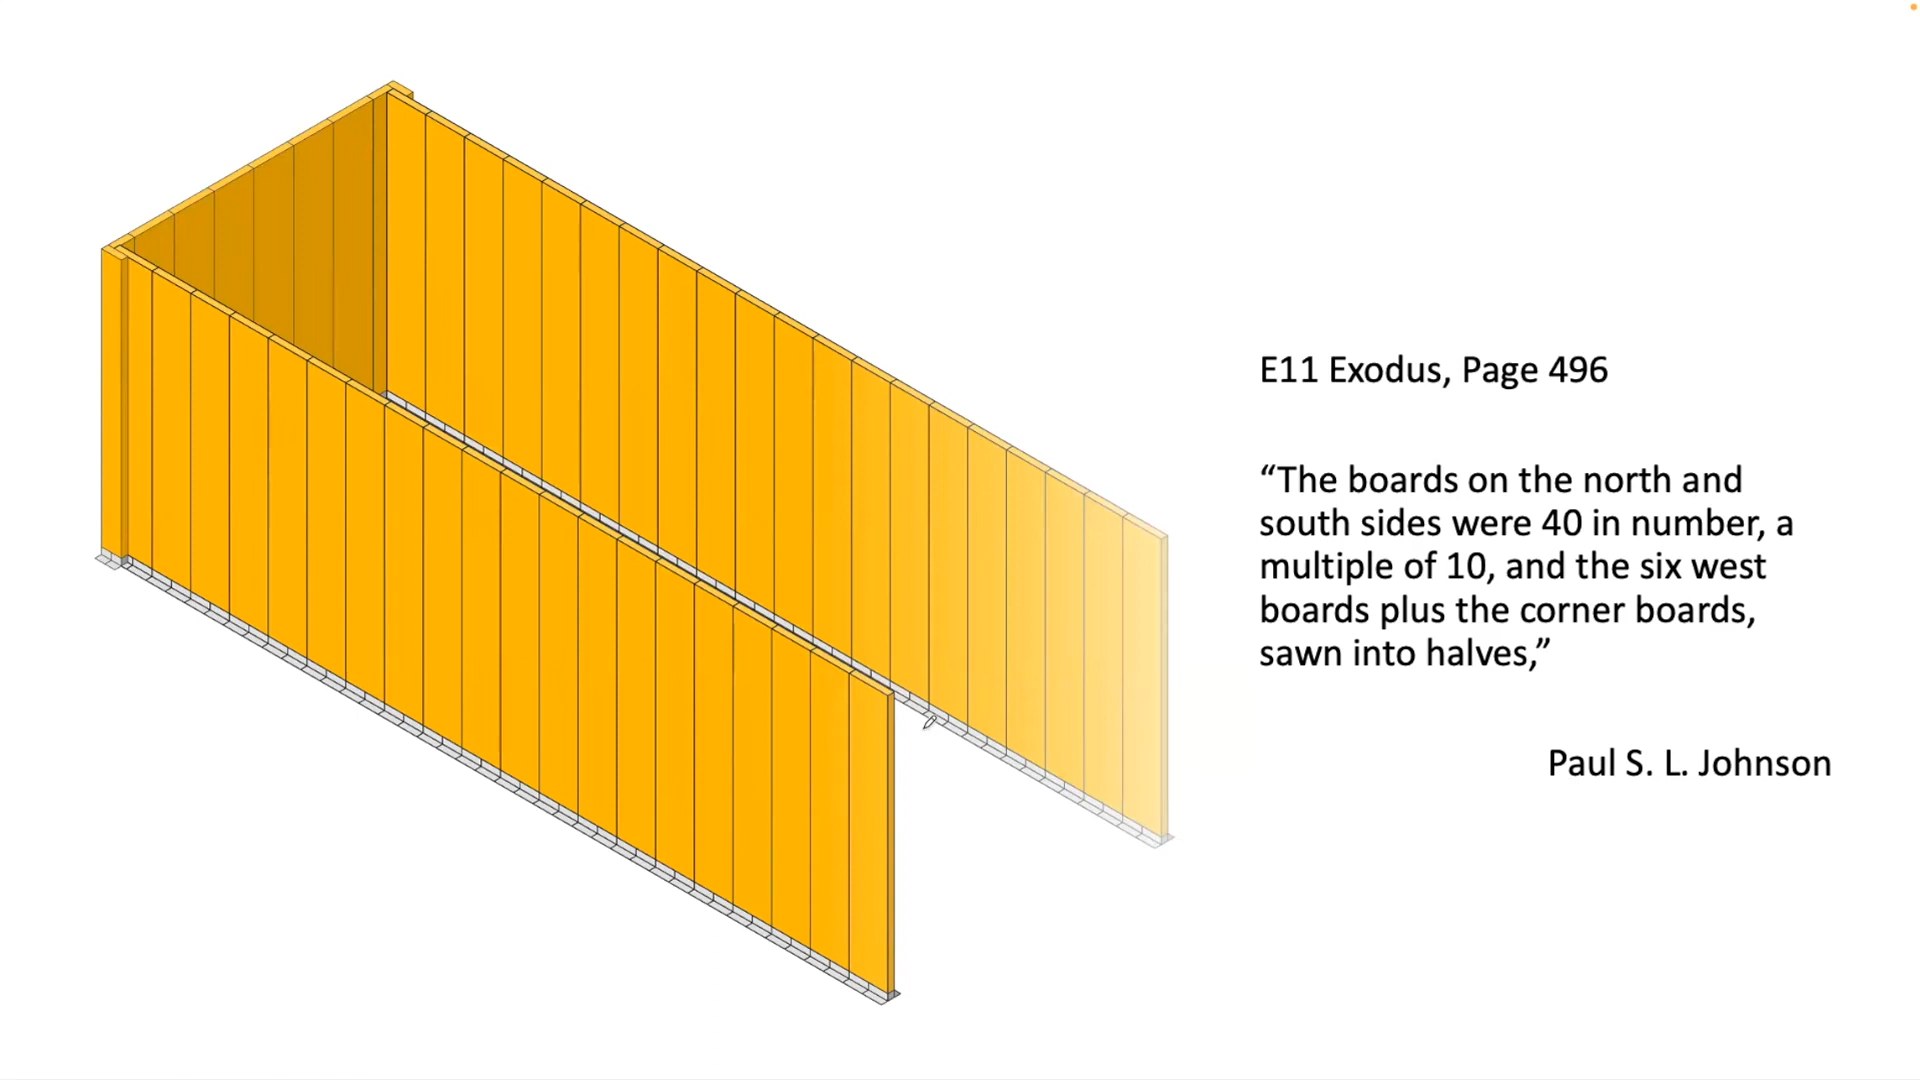 E11 Exodus, Page 496
“The boards on the north and
south sides were 40 in number, a
multiple of 10, and the six west
boards plus the corner boards,
sawn into halves,”
Paul S. L. Johnson